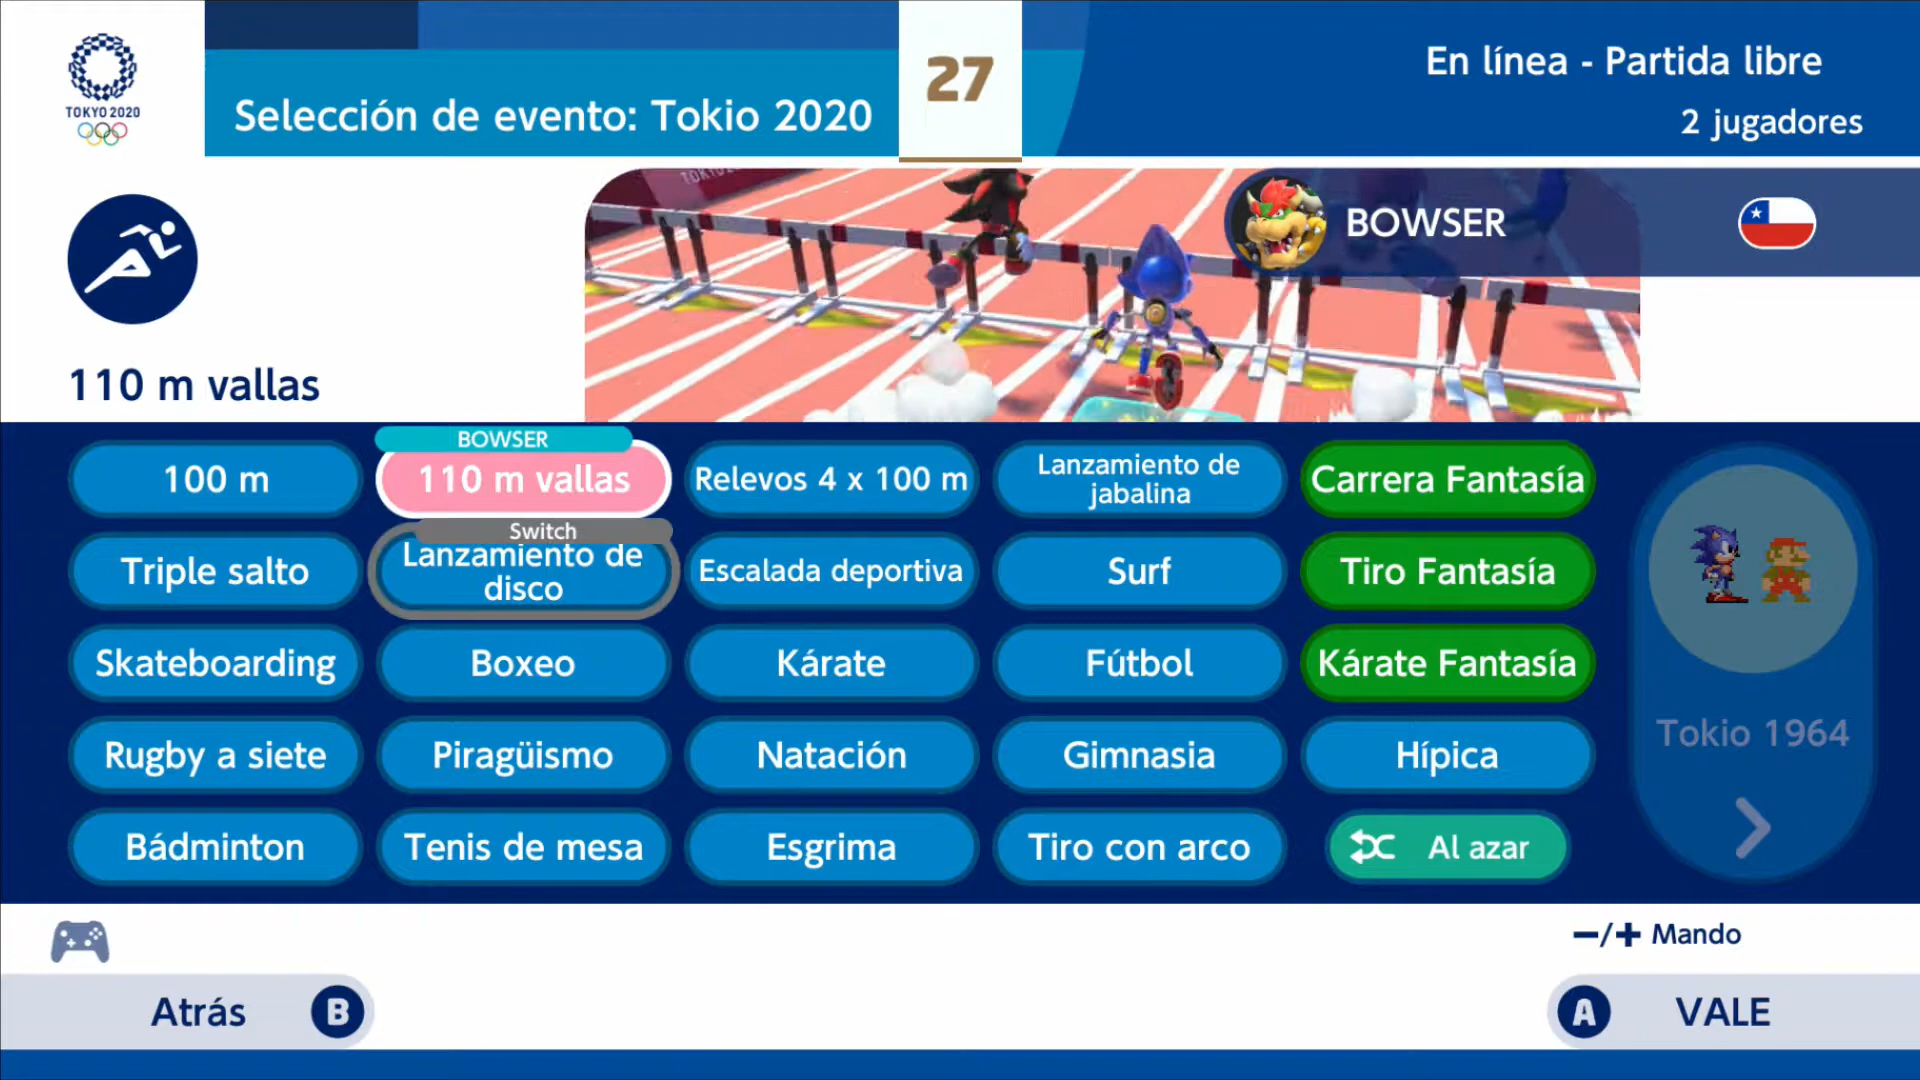 TOKYO 2020
Selección de evento: Tokio 2020
27
En línea - Partida libre
2 jugadores
BOWSER
110 m vallas
100 m
BOWSER
110 m vallas
Relevos 4 x 100 m
Lanzamiento de
jabalina
Carrera Fantasía
Triple salto
Switch
Lanzamiento de
disco
Escalada deportiva
Surf
Tiro Fantasía
Skateboarding
Boxeo
Kárate
Fútbol
Kárate Fantasía
Rugby a siete
Piragüismo
Natación
Gimnasia
Hípica
Bádminton
Tenis de mesa
Esgrima
Tiro con arco
Al azar
Tokio 1964
−/+ Mando
Atrás B
A VALE